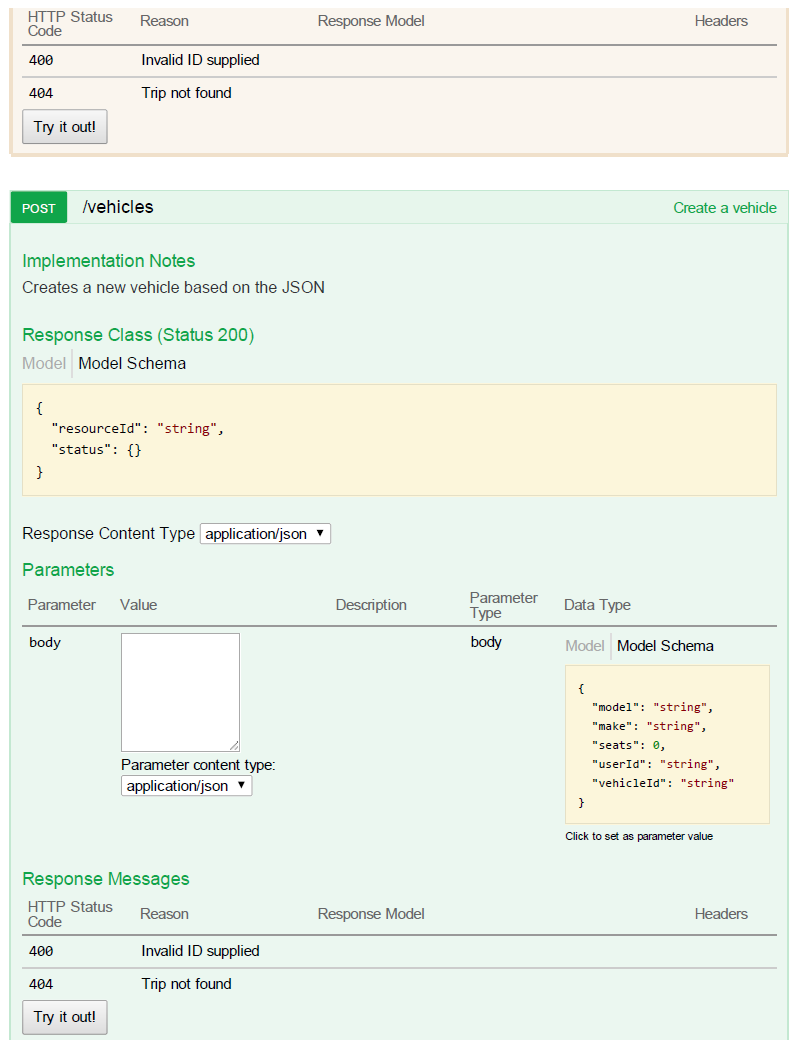 HTTP Status Code Reason Response Model Headers
400 Invalid ID supplied
404 Trip not found
Try it out!
POST /vehicles Create a vehicle
Implementation Notes
Creates a new vehicle based on the JSON
Response Class (Status 200)
Model Model Schema
{
"resourceId": "string",
"status": {}
}
Response Content Type application/json
Parameters
Parameter Value Description Parameter Type Data Type
body body Model Model Schema
{
"model": "string",
"make": "string",
"seats": 0,
"userId": "string",
"vehicleId": "string"
}
Parameter content type:
application/json
Click to set as parameter value
Response Messages
HTTP Status Code Reason Response Model Headers
400 Invalid ID supplied
404 Trip not found
Try it out!